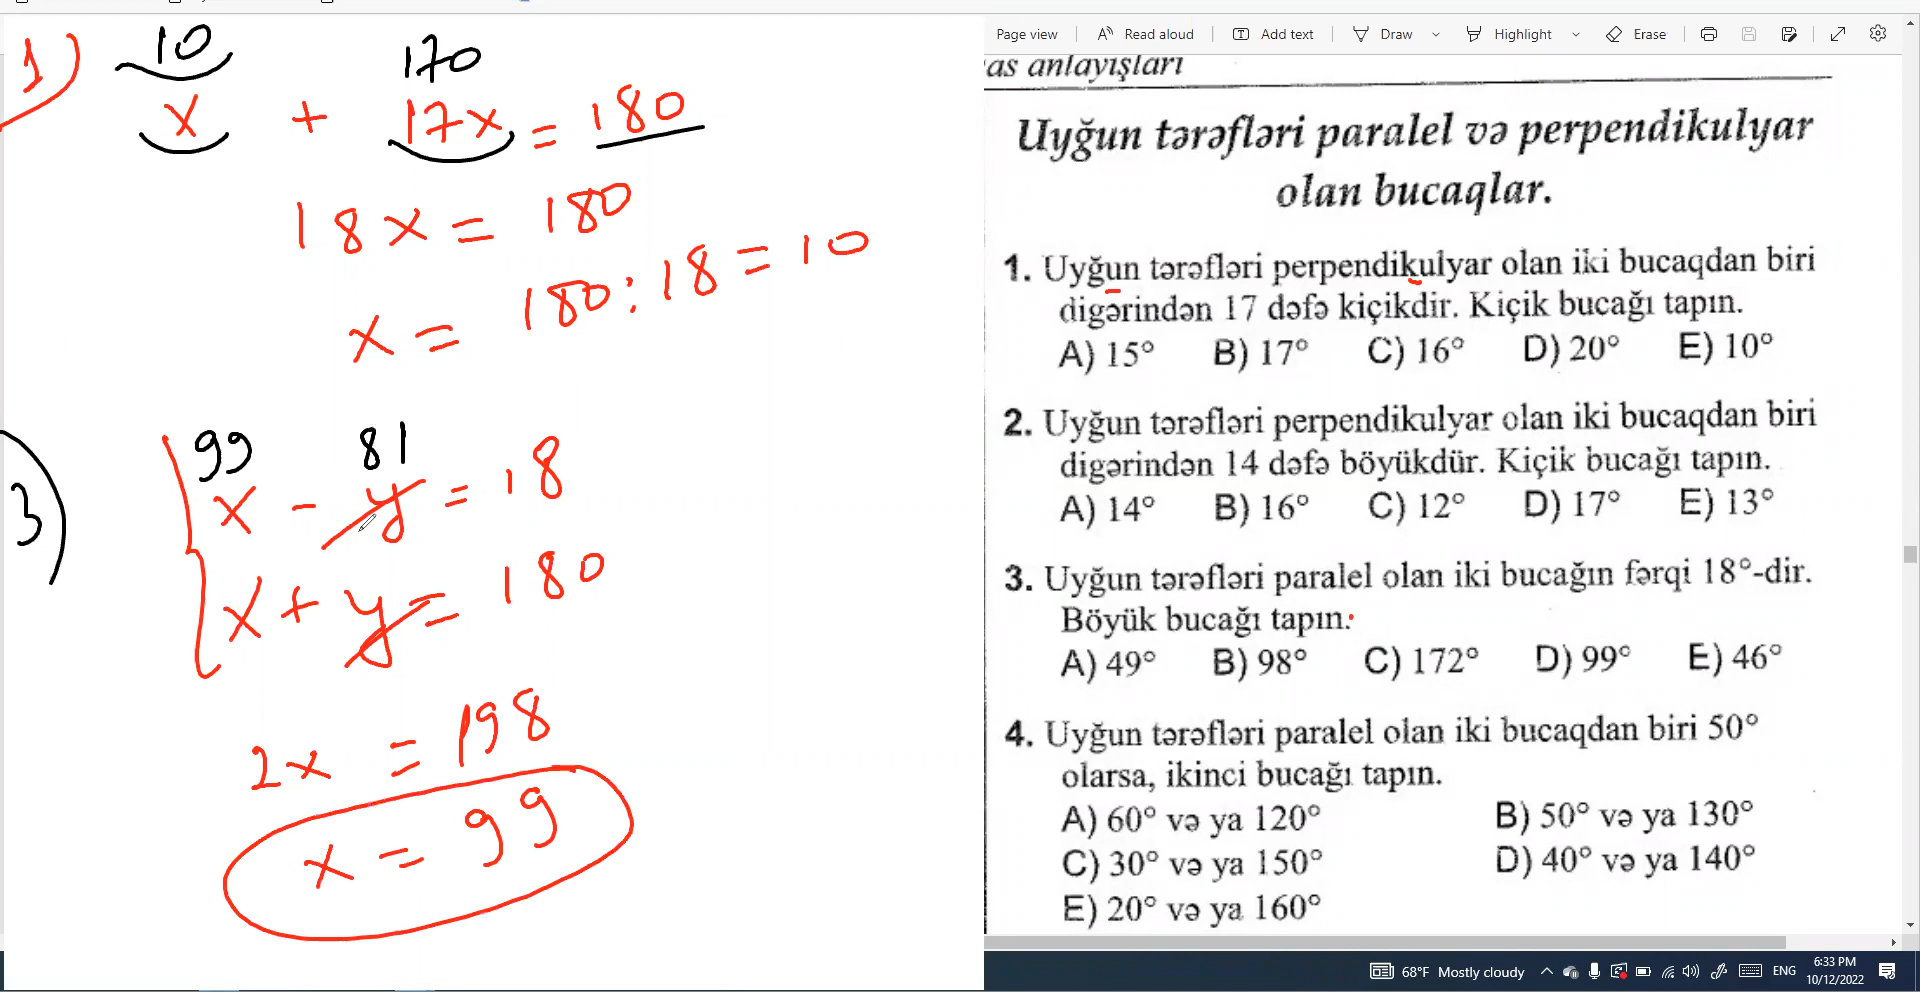 1)
10 170
x + 17x = 180
18x = 180
x = 180 : 18 = 10
3)
99 81
x - y = 18
x + y = 180
2x = 198
x = 99
Page view Read aloud Add text Draw Highlight Erase
as anlayışları
Uyğun tərəfləri paralel və perpendikulyar
olan bucaqlar.
1. Uyğun tərəfləri perpendikulyar olan iki bucaqdan biri
digərindən 17 dəfə kiçikdir. Kiçik bucağı tapın.
A) 15° B) 17° C) 16° D) 20° E) 10°
2. Uyğun tərəfləri perpendikulyar olan iki bucaqdan biri
digərindən 14 dəfə böyükdür. Kiçik bucağı tapın.
A) 14° B) 16° C) 12° D) 17° E) 13°
3. Uyğun tərəfləri paralel olan iki bucağın fərqi 18°-dir.
Böyük bucağı tapın.
A) 49° B) 98° C) 172° D) 99° E) 46°
4. Uyğun tərəfləri paralel olan iki bucaqdan biri 50°
olarsa, ikinci bucağı tapın.
A) 60° və ya 120° B) 50° və ya 130°
C) 30° və ya 150° D) 40° və ya 140°
E) 20° və ya 160°
68°F Mostly cloudy ENG 6:33 PM
10/12/2022